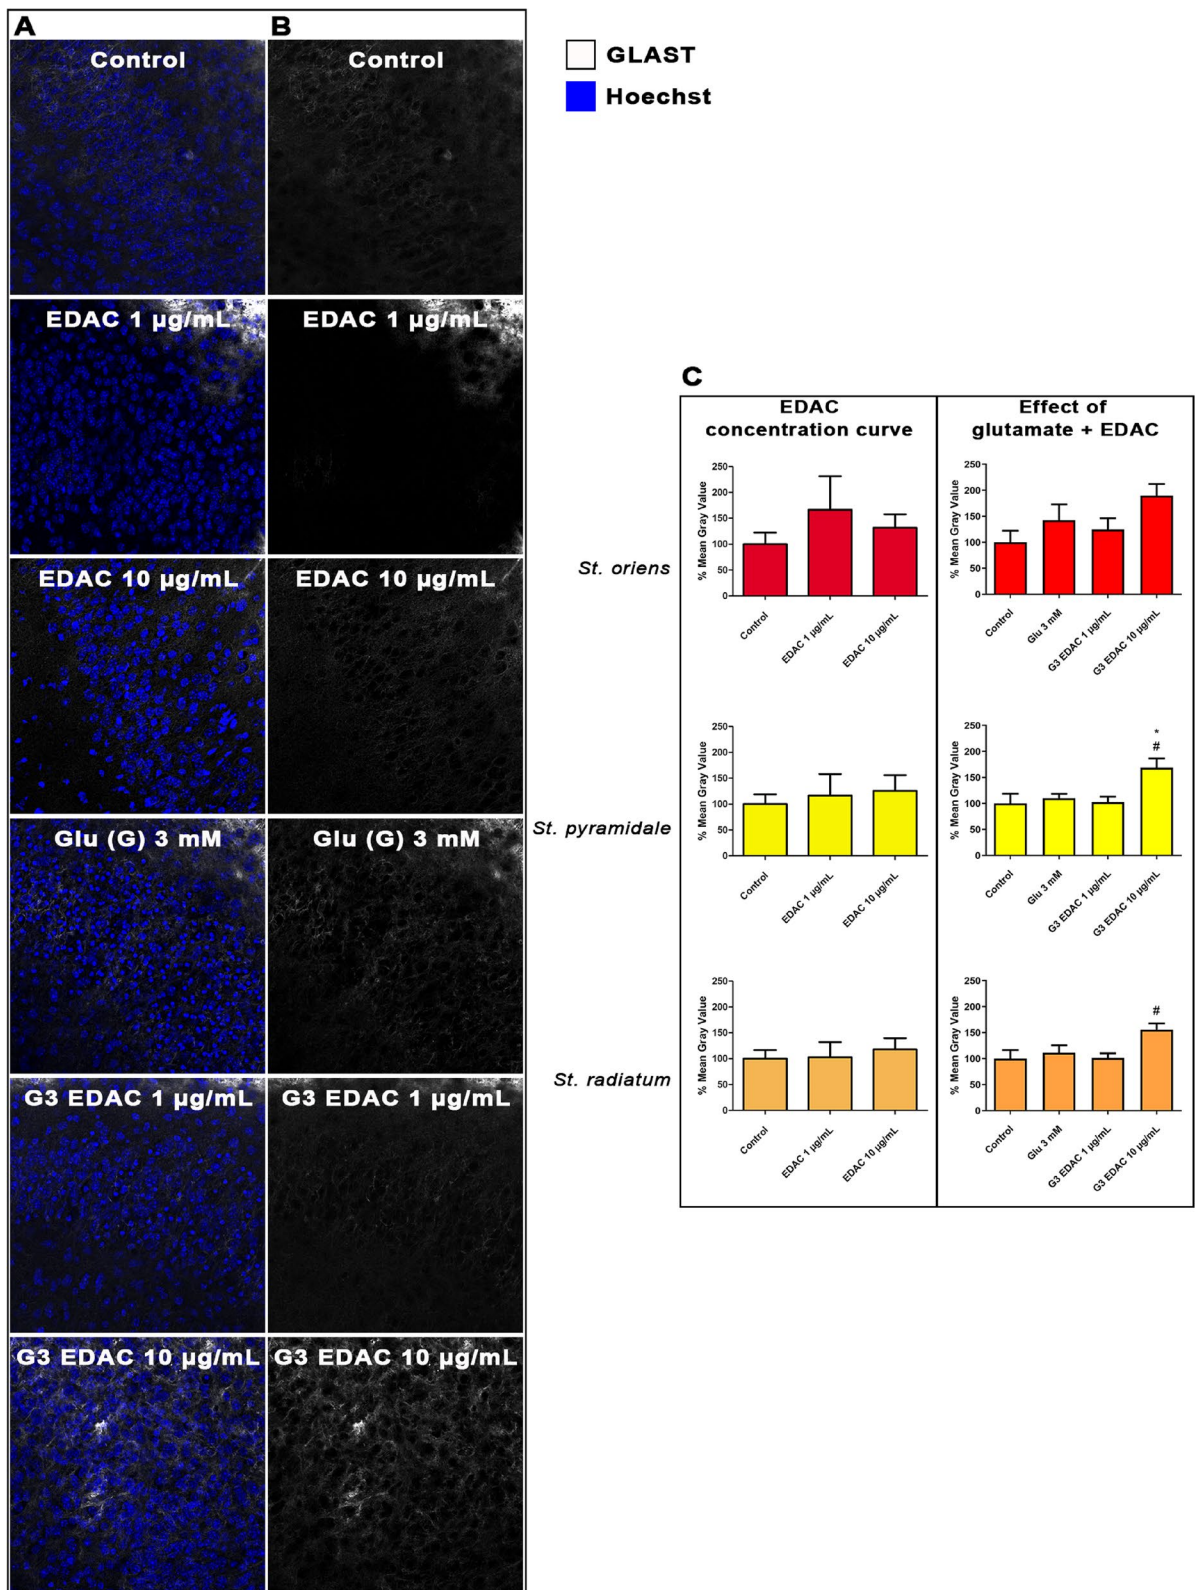 A
B
Control
Control
GLAST
Hoechst
EDAC 1 µg/mL
EDAC 1 µg/mL
EDAC 10 µg/mL
EDAC 10 µg/mL
Glu (G) 3 mM
Glu (G) 3 mM
G3 EDAC 1 µg/mL
G3 EDAC 1 µg/mL
G3 EDAC 10 µg/mL
G3 EDAC 10 µg/mL
C
EDAC
concentration curve
Effect of
glutamate + EDAC
St. oriens
% Mean Gray Value
250
200
150
100
50
0
Control
EDAC 1 µg/mL
EDAC 10 µg/mL
% Mean Gray Value
250
200
150
100
50
0
Control
Glu 3 mM
G3 EDAC 1 µg/mL
G3 EDAC 10 µg/mL
St. pyramidale
% Mean Gray Value
250
200
150
100
50
0
Control
EDAC 1 µg/mL
EDAC 10 µg/mL
% Mean Gray Value
250
200
150
100
50
0
*
#
Control
Glu 3 mM
G3 EDAC 1 µg/mL
G3 EDAC 10 µg/mL
St. radiatum
% Mean Gray Value
250
200
150
100
50
0
Control
EDAC 1 µg/mL
EDAC 10 µg/mL
% Mean Gray Value
250
200
150
100
50
0
#
Control
Glu 3 mM
G3 EDAC 1 µg/mL
G3 EDAC 10 µg/mL